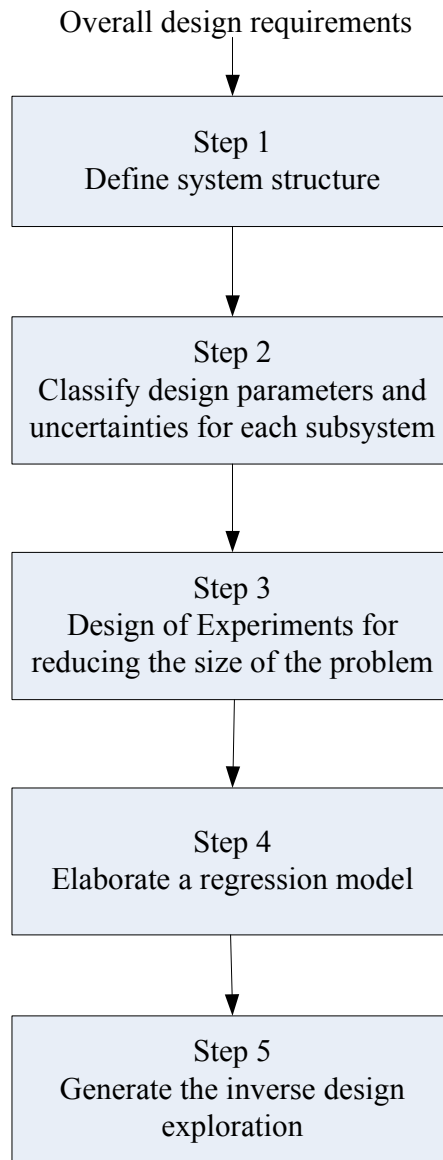 Overall design requirements
Step 1
Define system structure
Step 2
Classify design parameters and
uncertainties for each subsystem
Step 3
Design of Experiments for
reducing the size of the problem
Step 4
Elaborate a regression model
Step 5
Generate the inverse design
exploration